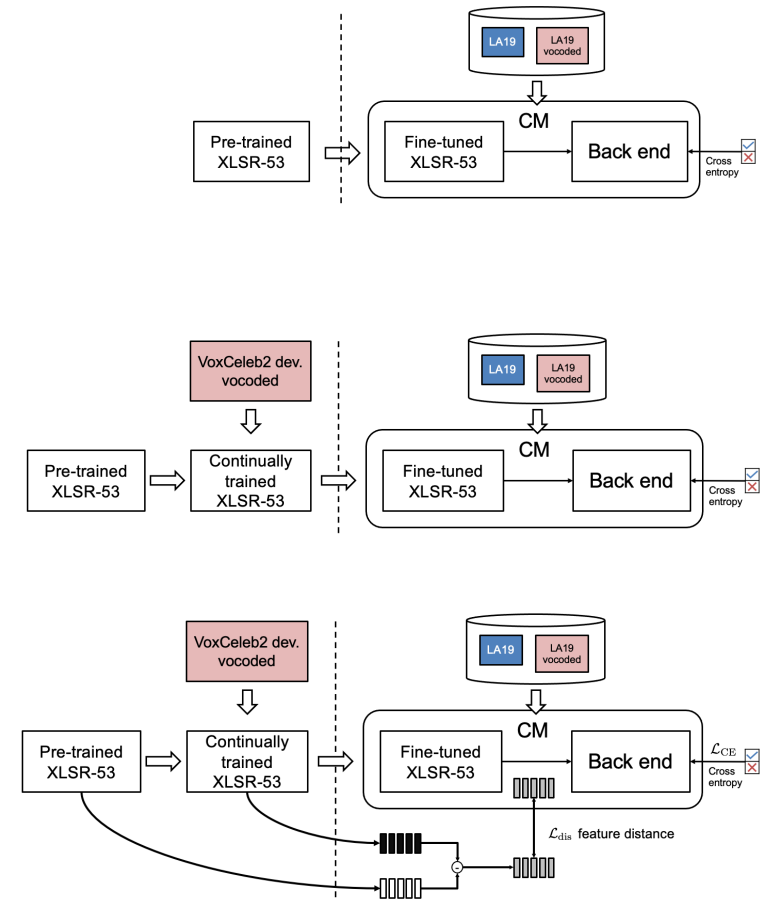 LA19
LA19
vocoded
CM
Pre-trained
XLSR-53
Fine-tuned
XLSR-53
Back end
Cross
entropy
VoxCeleb2 dev.
vocoded
LA19
LA19
vocoded
CM
Pre-trained
XLSR-53
Continually
trained
XLSR-53
Fine-tuned
XLSR-53
Back end
Cross
entropy
VoxCeleb2 dev.
vocoded
LA19
LA19
vocoded
CM
Pre-trained
XLSR-53
Continually
trained
XLSR-53
Fine-tuned
XLSR-53
Back end
ℒCE
Cross
entropy
ℒdis feature distance
-